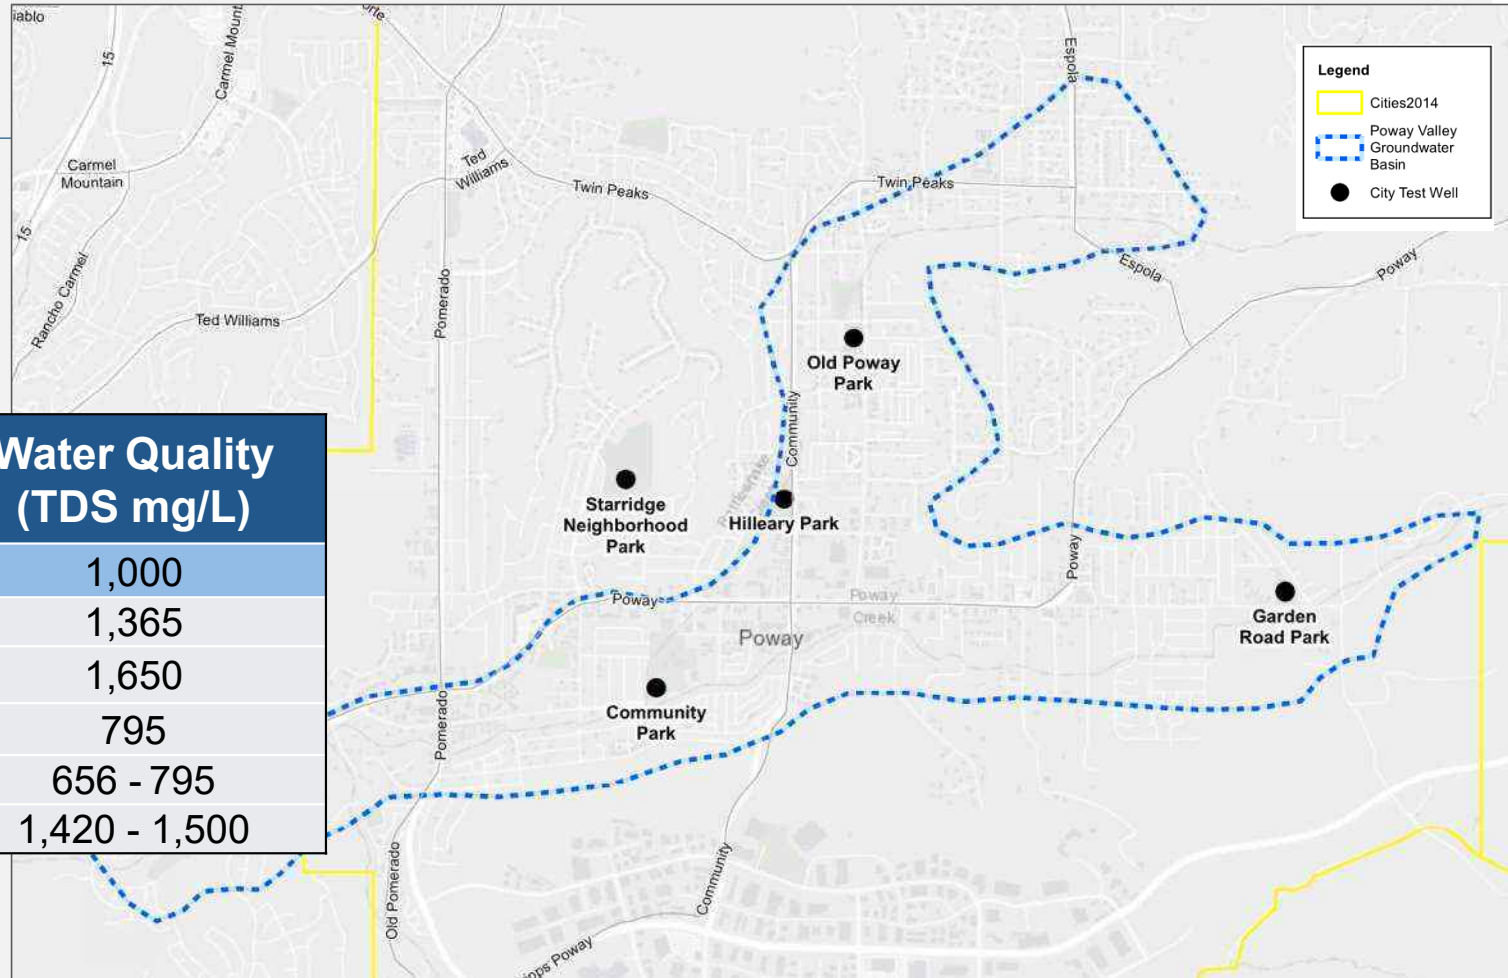 iablo
orte
15
Carmel Mount
Espola
Legend
Cities2014
Poway Valley
Groundwater
Basin
City Test Well
Carmel
Mountain
Ted
Williams
Twin Peaks
Twin Peaks
15
Rancho Carmel
Ted Williams
Pomerado
Espola
Poway
Old Poway
Park
Community
Starridge
Neighborhood
Park
Hilleary Park
Water Quality
(TDS mg/L)
1,000
1,365
1,650
795
656 - 795
1,420 - 1,500
Poway
Poway
Creek
Poway
Poway
Garden
Road Park
Community
Park
Pomerado
Old Pomerado
Community
ipps Poway